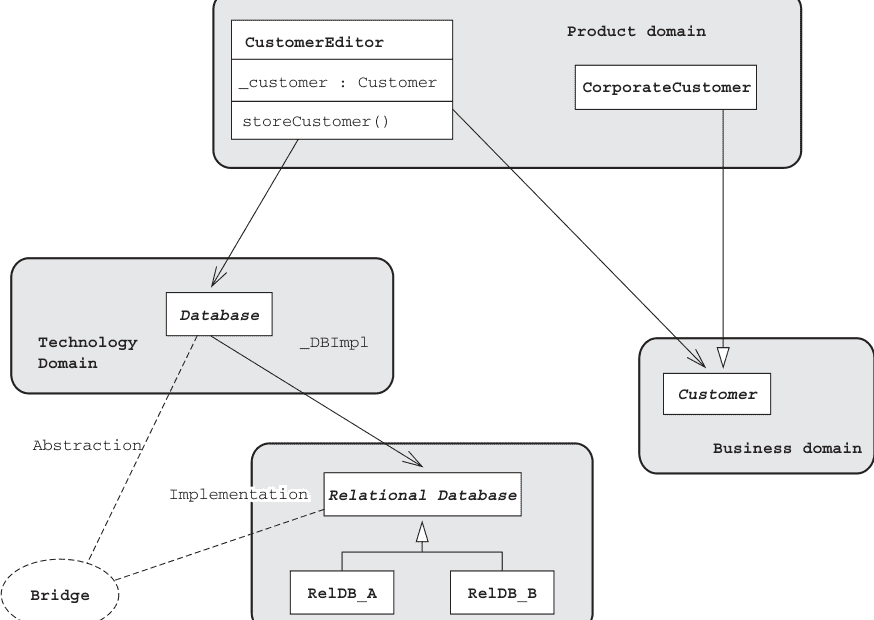 Product domain
CustomerEditor
_customer : Customer
storeCustomer()
CorporateCustomer
Database
Technology
Domain
_DBImpl
Customer
Business domain
Abstraction
Implementation
Relational Database
Bridge
RelDB_A
RelDB_B